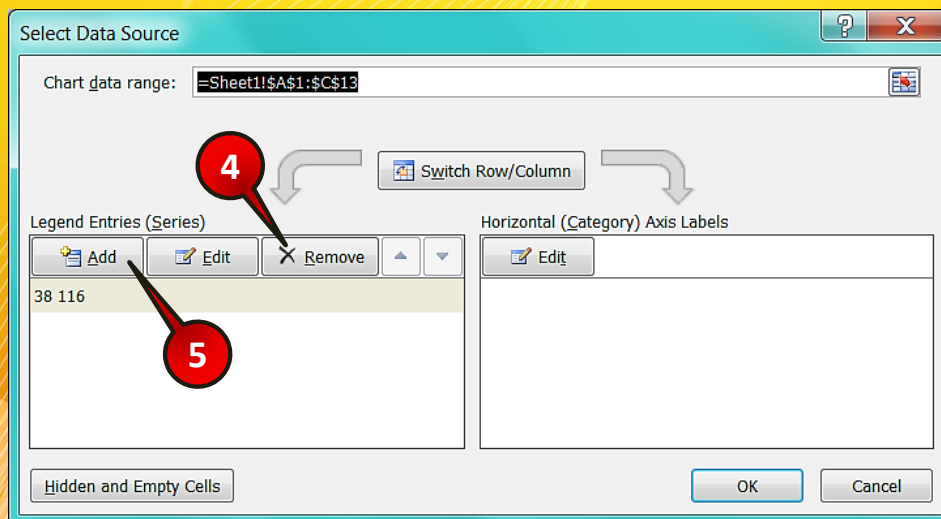 Select Data Source
?
X
Chart data range:
=Sheet1!$A$1:$C$13
4
Switch Row/Column
Legend Entries (Series)
Horizontal (Category) Axis Labels
Add
Edit
Remove
Edit
38 116
5
Hidden and Empty Cells
OK
Cancel